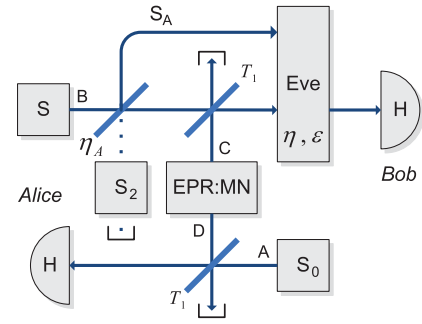 S_A
T_1
Eve
η , ε
S
B
η_A
H
Bob
C
Alice
S_2
EPR:MN
D
A
H
S_0
T_1